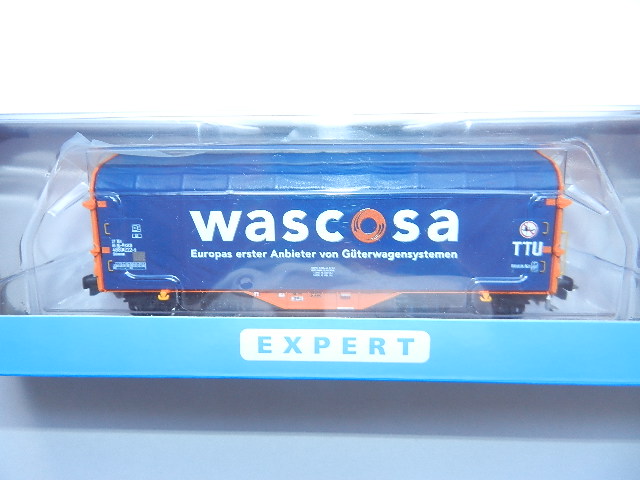 wascosa
Europas erster Anbieter von Güterwagensystemen
TTU
EXPERT